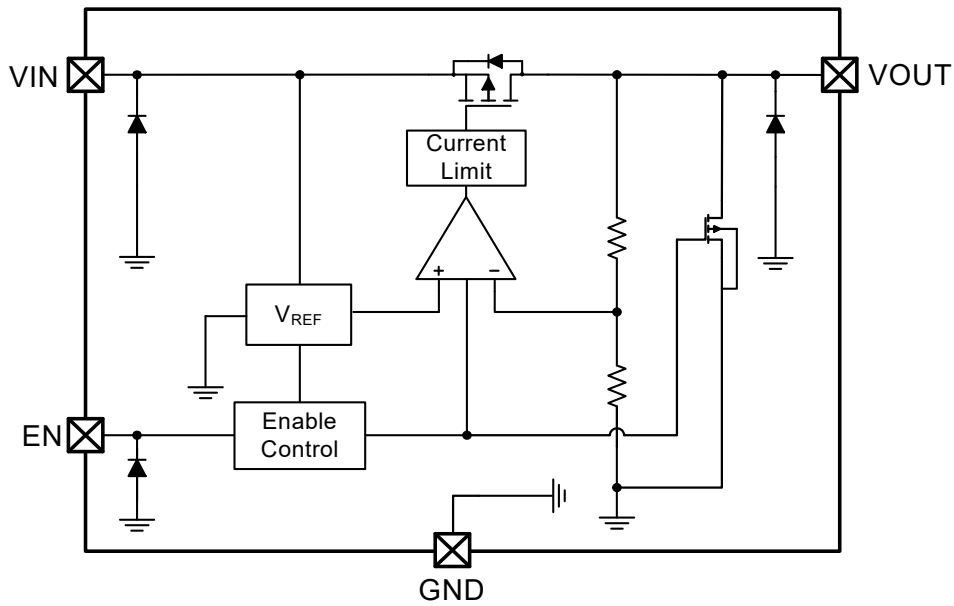 VIN
VOUT
Current
Limit
+
−
VREF
EN
Enable
Control
GND